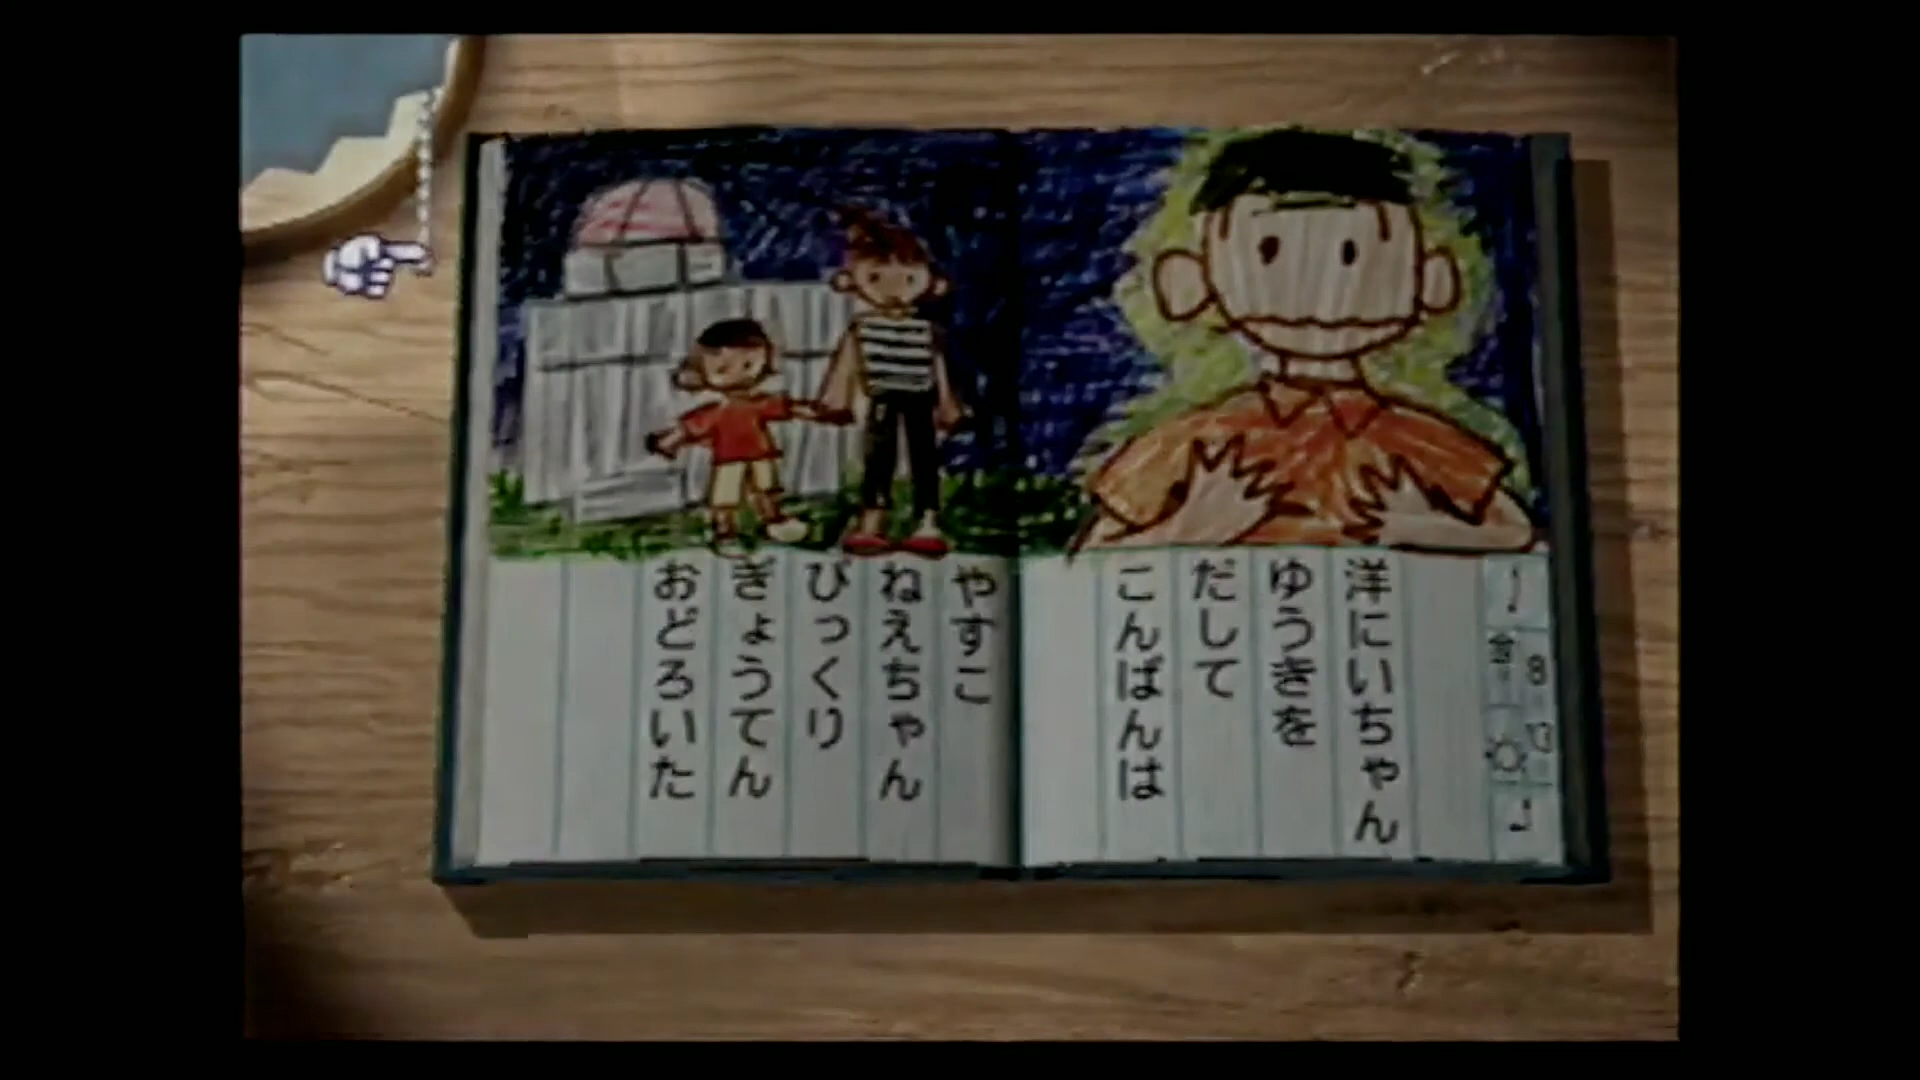 8
13
洋にいちゃん
ゆうきを
だして
こんばんは
やすこ
ねえちゃん
びっくり
ぎょうてん
おどろいた